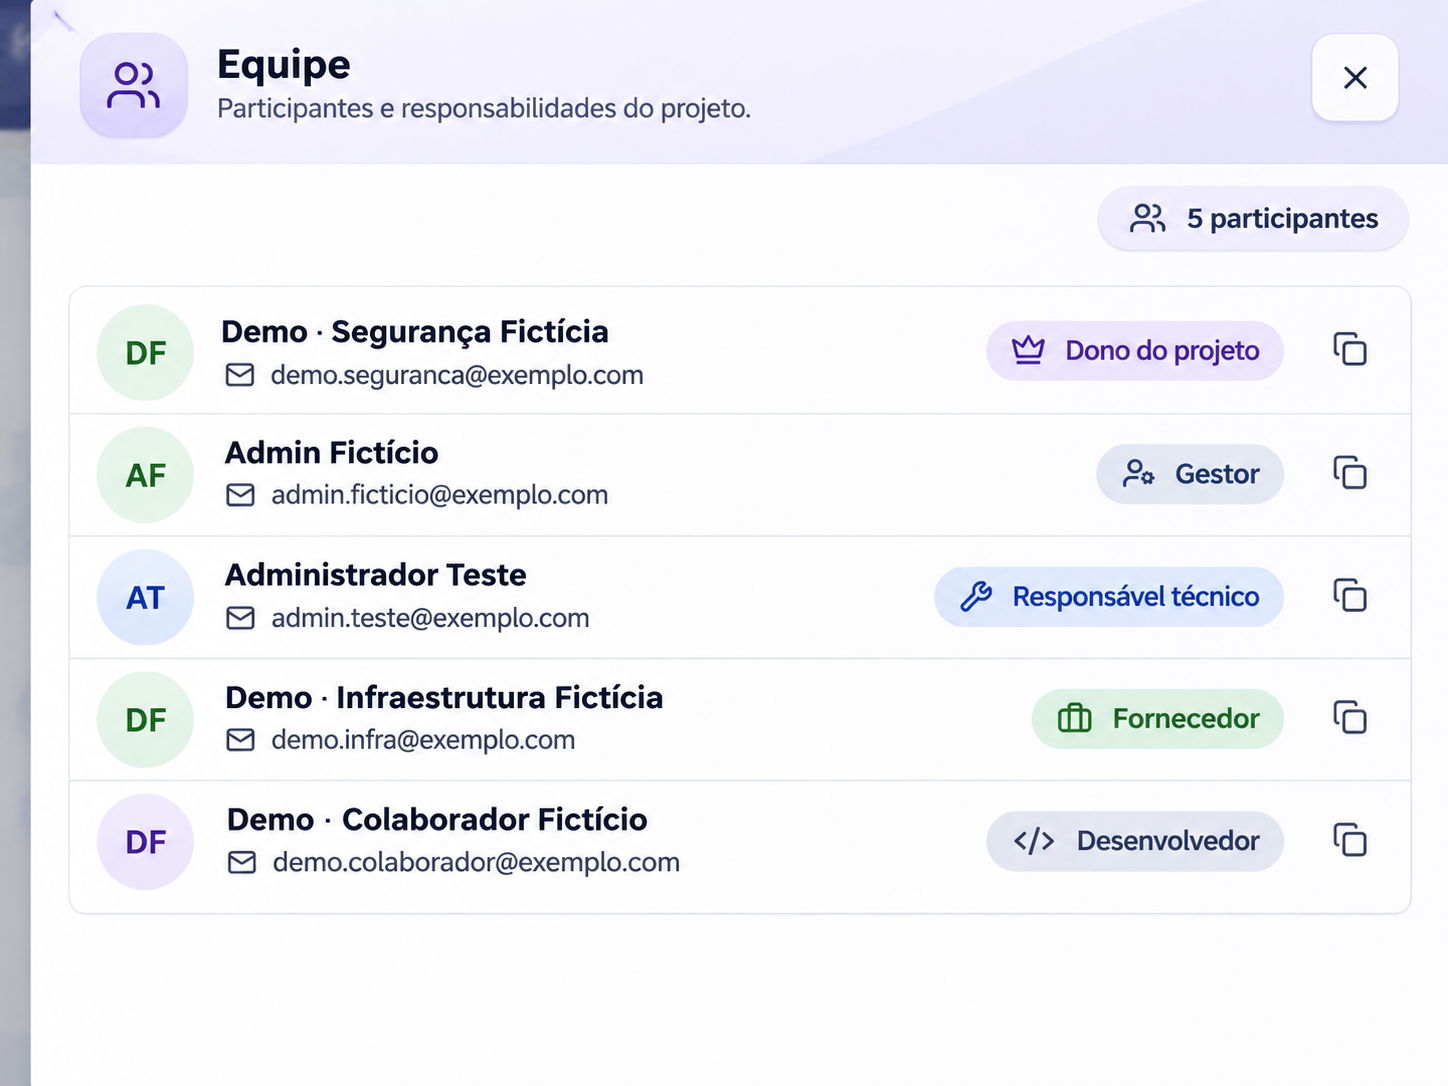 Equipe
Participantes e responsabilidades do projeto.
5 participantes
DF
Demo · Segurança Fictícia
demo.seguranca@exemplo.com
Dono do projeto
AF
Admin Fictício
admin.ficticio@exemplo.com
Gestor
AT
Administrador Teste
admin.teste@exemplo.com
Responsável técnico
DF
Demo · Infraestrutura Fictícia
demo.infra@exemplo.com
Fornecedor
DF
Demo · Colaborador Fictício
demo.colaborador@exemplo.com
Desenvolvedor